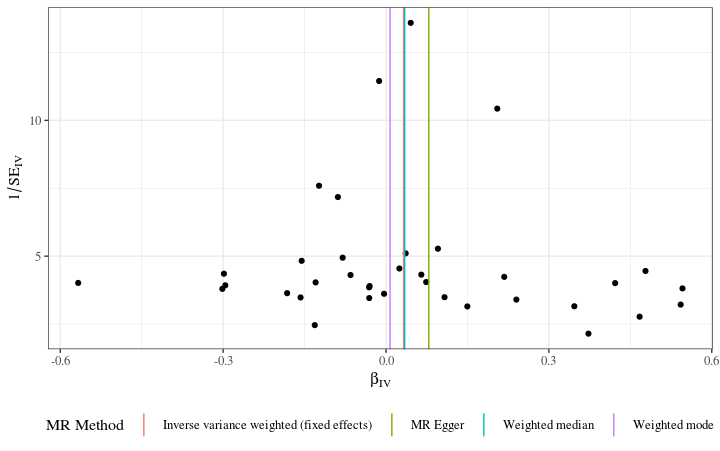 10
5
1/SE_IV
-0.6 -0.3 0.0 0.3 0.6
β_IV
MR Method Inverse variance weighted (fixed effects) MR Egger Weighted median Weighted mode